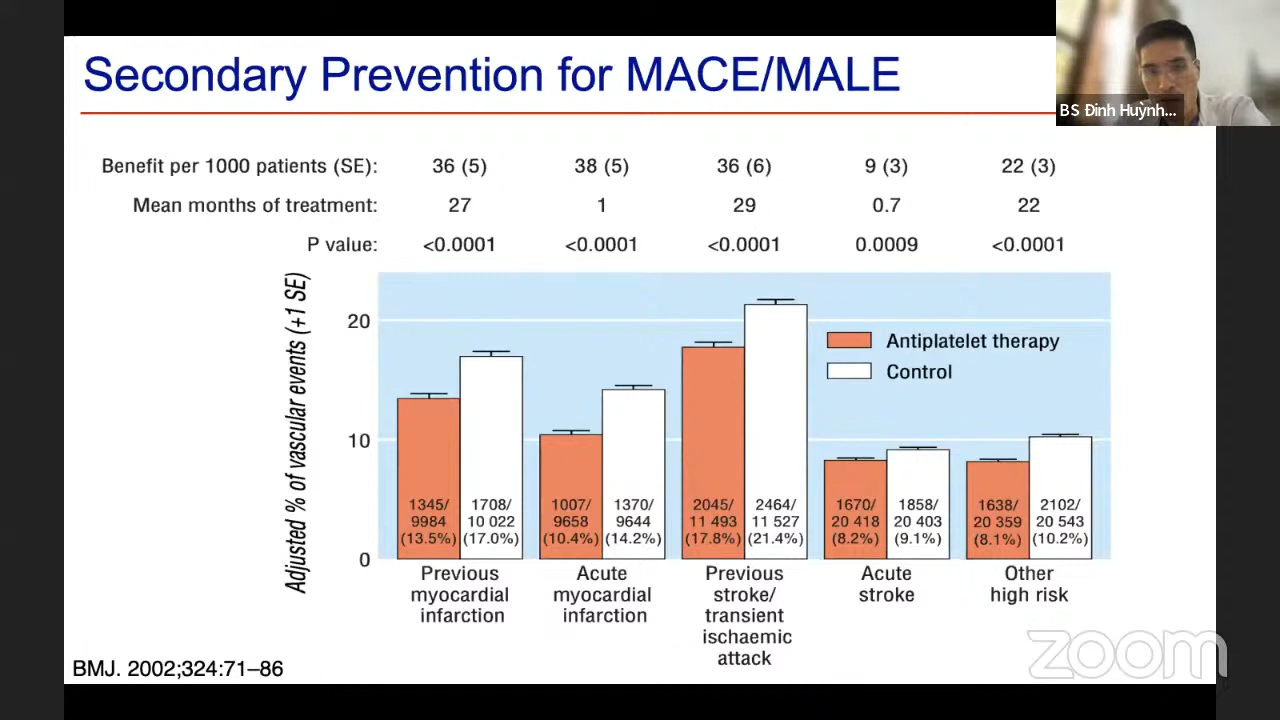 Secondary Prevention for MACE/MALE
BS Đinh Huỳnh...
Benefit per 1000 patients (SE): 36 (5) 38 (5) 36 (6) 9 (3) 22 (3)
Mean months of treatment: 27 1 29 0.7 22
P value: <0.0001 <0.0001 <0.0001 0.0009 <0.0001
Adjusted % of vascular events (+1 SE)
20
10
0
Antiplatelet therapy
Control
1345/ 1708/ 1007/ 1370/ 2045/ 2464/ 1670/ 1858/ 1638/ 2102/
9984 10 022 9658 9644 11 493 11 527 20 418 20 403 20 359 20 543
(13.5%) (17.0%) (10.4%) (14.2%) (17.8%) (21.4%) (8.2%) (9.1%) (8.1%) (10.2%)
Previous
myocardial
infarction
Acute
myocardial
infarction
Previous
stroke/
transient
ischaemic
attack
Acute
stroke
Other
high risk
BMJ. 2002;324:71–86
zoom